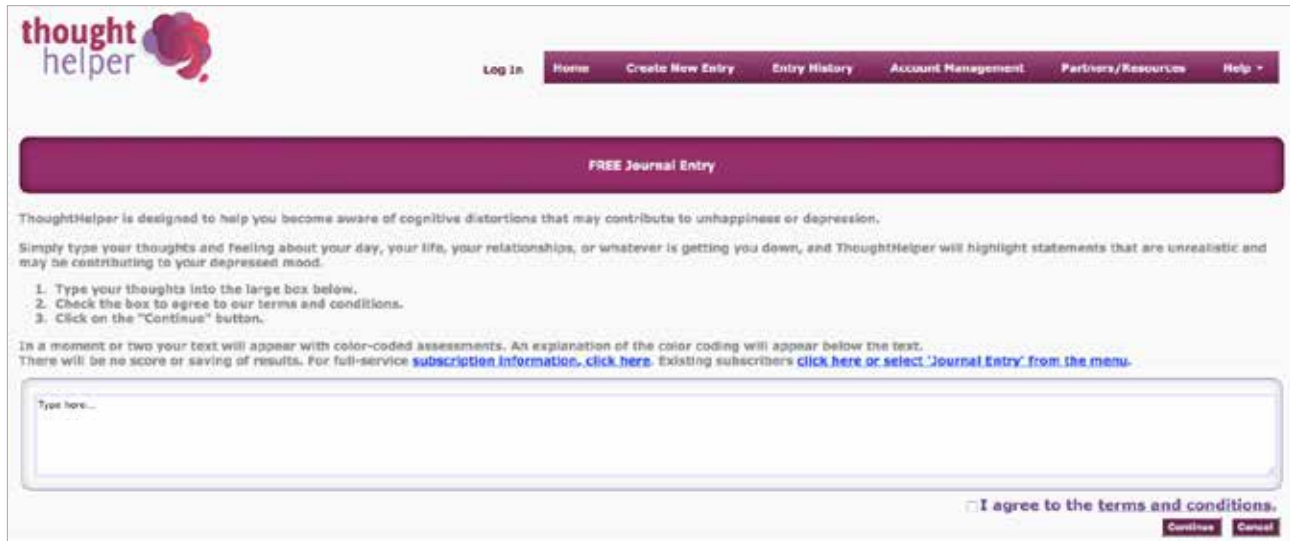 thought
helper
Log In Home Create New Entry Entry History Account Management Partners/Resources Help
FREE Journal Entry
ThoughtHelper is designed to help you become aware of cognitive distortions that may contribute to unhappiness or depression.
Simply type your thoughts and feeling about your day, your life, your relationships, or whatever is getting you down, and ThoughtHelper will highlight statements that are unrealistic and
may be contributing to your depressed mood.
1. Type your thoughts into the large box below.
2. Check the box to agree to our terms and conditions.
3. Click on the "Continue" button.
In a moment or two your text will appear with color-coded assessments. An explanation of the color coding will appear below the text.
There will be no score or saving of results. For full-service subscription information, click here. Existing subscribers click here or select 'Journal Entry' from the menu.
Type here...
I agree to the terms and conditions.
Continue Cancel